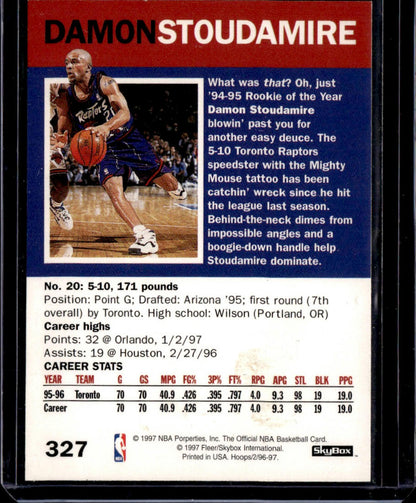 DAMON STOUDAMIRE
What was that? Oh, just
'94-95 Rookie of the Year
Damon Stoudamire
blowin' past you for
another easy deuce. The
5-10 Toronto Raptors
speedster with the Mighty
Mouse tattoo has been
catchin' wreck since he hit
the league last season.
Behind-the-neck dimes from
impossible angles and a
boogie-down handle help
Stoudamire dominate.
Raptors
No. 20: 5-10, 171 pounds
Position: Point G; Drafted: Arizona '95; first round (7th
overall) by Toronto. High school: Wilson (Portland, OR)
Career highs
Points: 32 @ Orlando, 1/2/97
Assists: 19 @ Houston, 2/27/96
CAREER STATS
YEAR TEAM G GS MPG FG% 3P% FT% RPG APG STL BLK PPG
95-96 Toronto 70 70 40.9 .426 .395 .797 4.0 9.3 98 19 19.0
Career 70 70 40.9 .426 .395 .797 4.0 9.3 98 19 19.0
327
NBA
© 1997 NBA Porperties, Inc. The Official NBA Basketball Card.
© 1997 Fleer/Skybox International.
Printed in USA. Hoops/2-96-97.
SkyBox